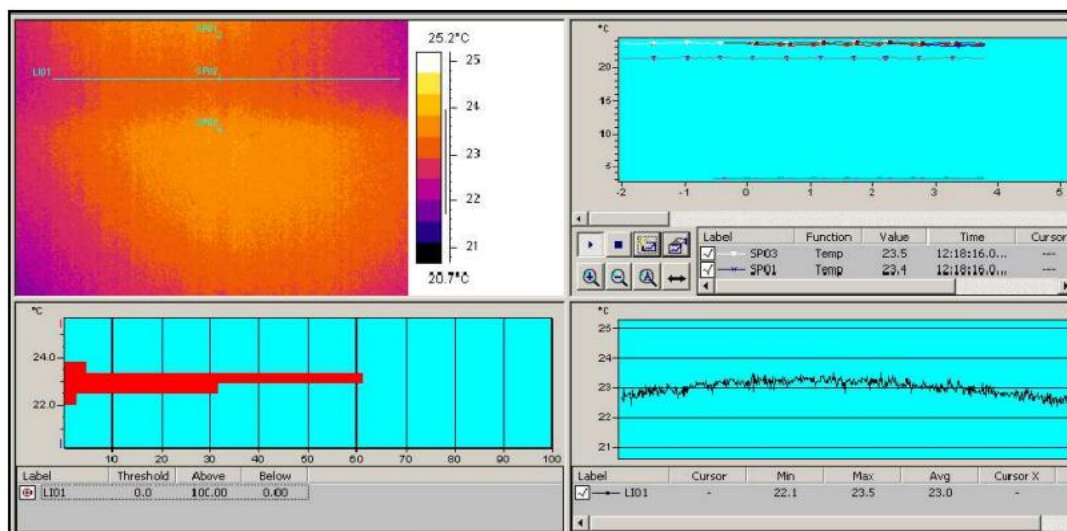 SP01
LI01
SP02
SP03
25.2°C
25
24
23
22
21
20.7°C
°C
20
15
10
5
-2 -1 0 1 2 3 4 5
Label Function Value Time Cursor
SP03 Temp 23.5 12:18:16.0... ---
SP01 Temp 23.4 12:18:16.0... ---
°C
24.0
22.0
10 20 30 40 50 60 70 80 90 100
Label Threshold Above Below
LI01 0.0 100.00 0.00
°C
25
24
23
22
21
Label Cursor Min Max Avg Cursor X
LI01 - 22.1 23.5 23.0 -